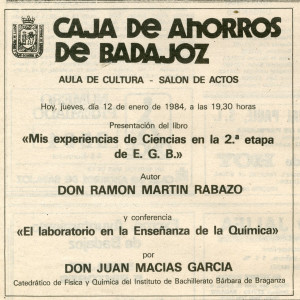 CAJA DE AHORROS
DE BADAJOZ
AULA DE CULTURA - SALON DE ACTOS
Hoy, jueves, día 12 de enero de 1984, a las 19,30 horas
Presentación del libro
«Mis experiencias de Ciencias en la 2.ª etapa
de E. G. B.»
Autor
DON RAMON MARTIN RABAZO
y conferencia
«El laboratorio en la Enseñanza de la Química»
por
DON JUAN MACIAS GARCIA
Catedrático de Física y Química del Instituto de Bachillerato Bárbara de Braganza